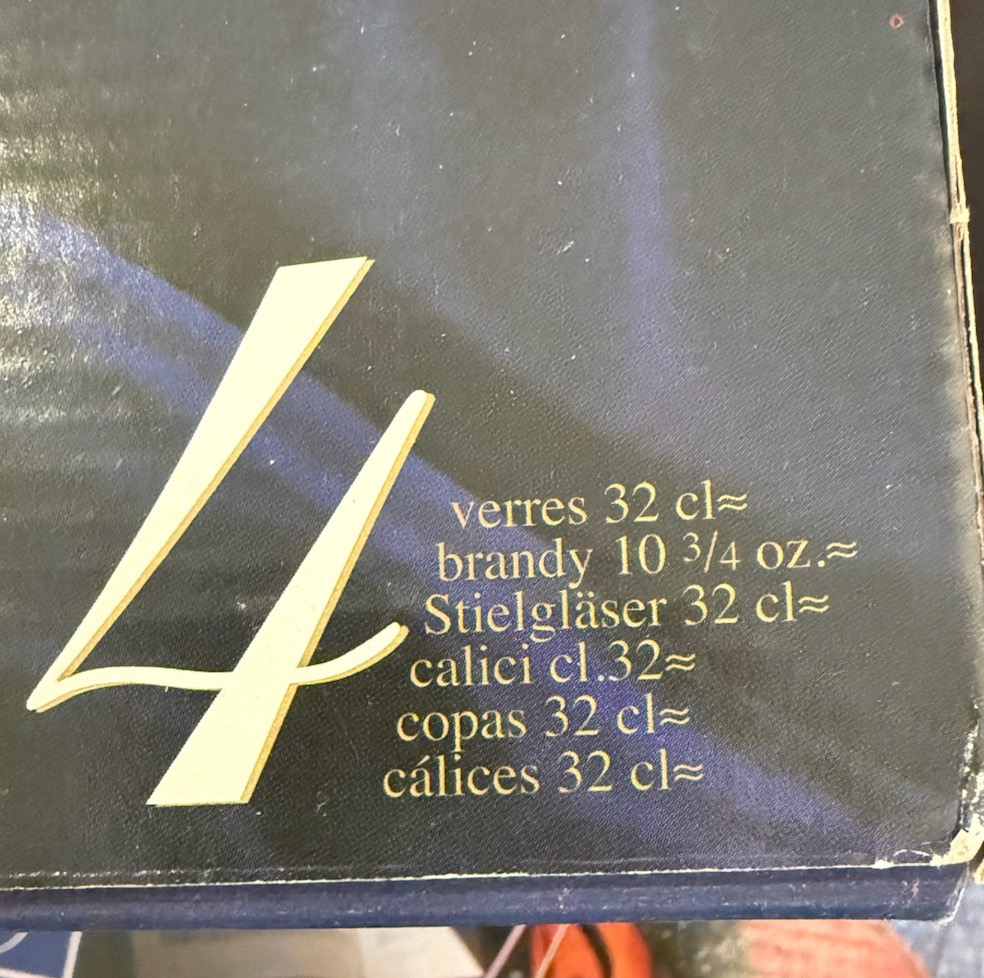 4
verres 32 cl≈
brandy 10 3/4 oz.≈
Stielgläser 32 cl≈
calici cl.32≈
copas 32 cl≈
cálices 32 cl≈